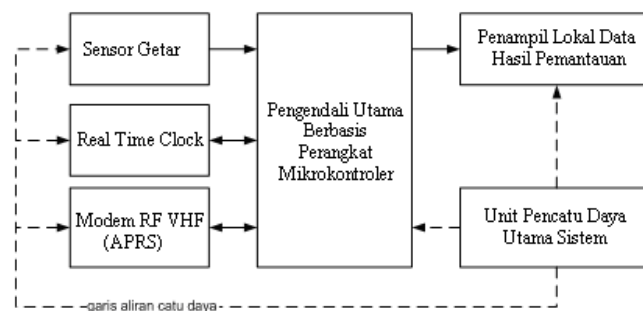 Sensor Getar
Real Time Clock
Modem RF VHF
(APRS)
Pengendali Utama
Berbasis
Perangkat
Mikrokontroler
Penampil Lokal Data
Hasil Pemantauan
Unit Pencatu Daya
Utama Sistem
garis aliran catu daya